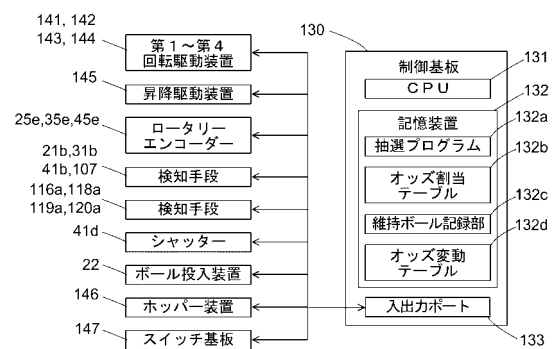 141, 142
143, 144
第１～第４
回転駆動装置
145
昇降駆動装置
25e,35e,45e
ロータリー
エンコーダー
21b,31b
41b,107
検知手段
116a,118a
119a,120a
検知手段
41d
シャッター
22
ボール投入装置
146
ホッパー装置
147
スイッチ基板
130
制御基板
131
ＣＰＵ
132
記憶装置
132a
抽選プログラム
132b
オッズ割当
テーブル
132c
維持ボール記録部
132d
オッズ変動
テーブル
入出力ポート
133